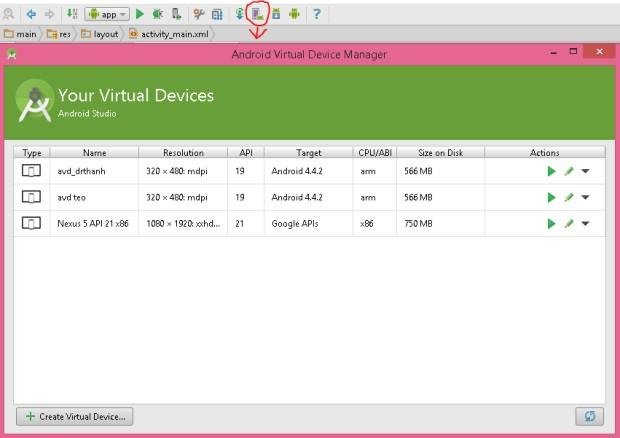 app
main res layout activity_main.xml
Android Virtual Device Manager
Your Virtual Devices
Android Studio
Type Name Resolution API Target CPU/ABI Size on Disk Actions
avd_drthanh 320 × 480: mdpi 19 Android 4.4.2 arm 566 MB
avd teo 320 × 480: mdpi 19 Android 4.4.2 arm 566 MB
Nexus 5 API 21 x86 1080 × 1920: xxhd... 21 Google APIs x86 750 MB
Create Virtual Device...